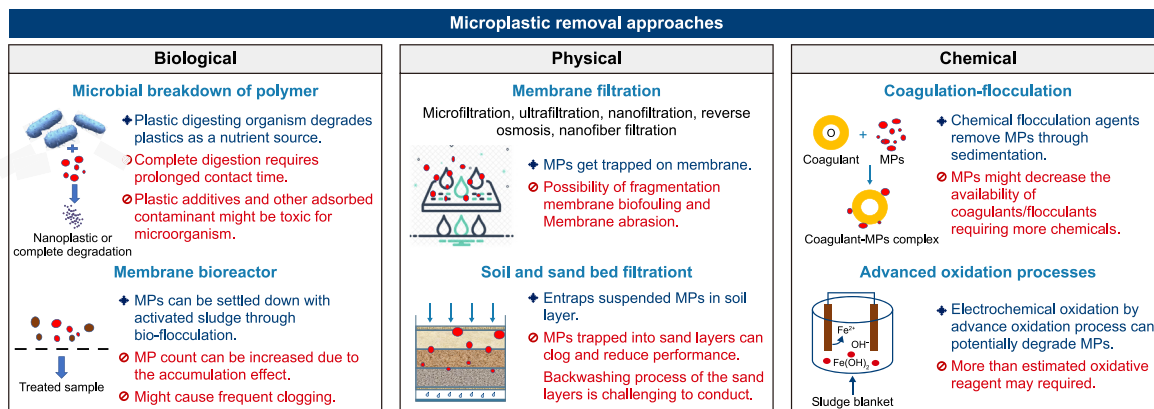 Microplastic removal approaches
Biological
Microbial breakdown of polymer
Plastic digesting organism degrades
plastics as a nutrient source.
Complete digestion requires
prolonged contact time.
Plastic additives and other adsorbed
contaminant might be toxic for
microorganism.
+
Nanoplastic or
complete degradation
Membrane bioreactor
MPs can be settled down with
activated sludge through
bio-flocculation.
MP count can be increased due to
the accumulation effect.
Might cause frequent clogging.
Treated sample
Physical
Membrane filtration
Microfiltration, ultrafiltration, nanofiltration, reverse
osmosis, nanofiber filtration
MPs get trapped on membrane.
Possibility of fragmentation
membrane biofouling and
Membrane abrasion.
Soil and sand bed filtrationt
Entraps suspended MPs in soil
layer.
MPs trapped into sand layers can
clog and reduce performance.
Backwashing process of the sand
layers is challenging to conduct.
Chemical
Coagulation-flocculation
O
+
Coagulant
MPs
Coagulant-MPs complex
Chemical flocculation agents
remove MPs through
sedimentation.
MPs might decrease the
availability of
coagulants/flocculants
requiring more chemicals.
Advanced oxidation processes
Fe²⁺
OH⁻
Fe(OH)₂
Sludge blanket
Electrochemical oxidation by
advance oxidation process can
potentially degrade MPs.
More than estimated oxidative
reagent may required.